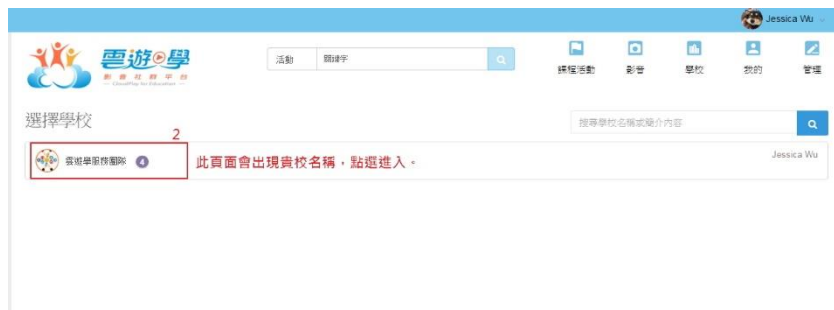 Jessica Wu
雲遊學
影音社群平台
CloudPlay for Education
活動 關鍵字
課程活動 影音 學校 我的 管理
選擇學校
搜尋學校名稱或簡介內容
2
雲遊學服務團隊 4
此頁面會出現貴校名稱，點選進入。
Jessica Wu